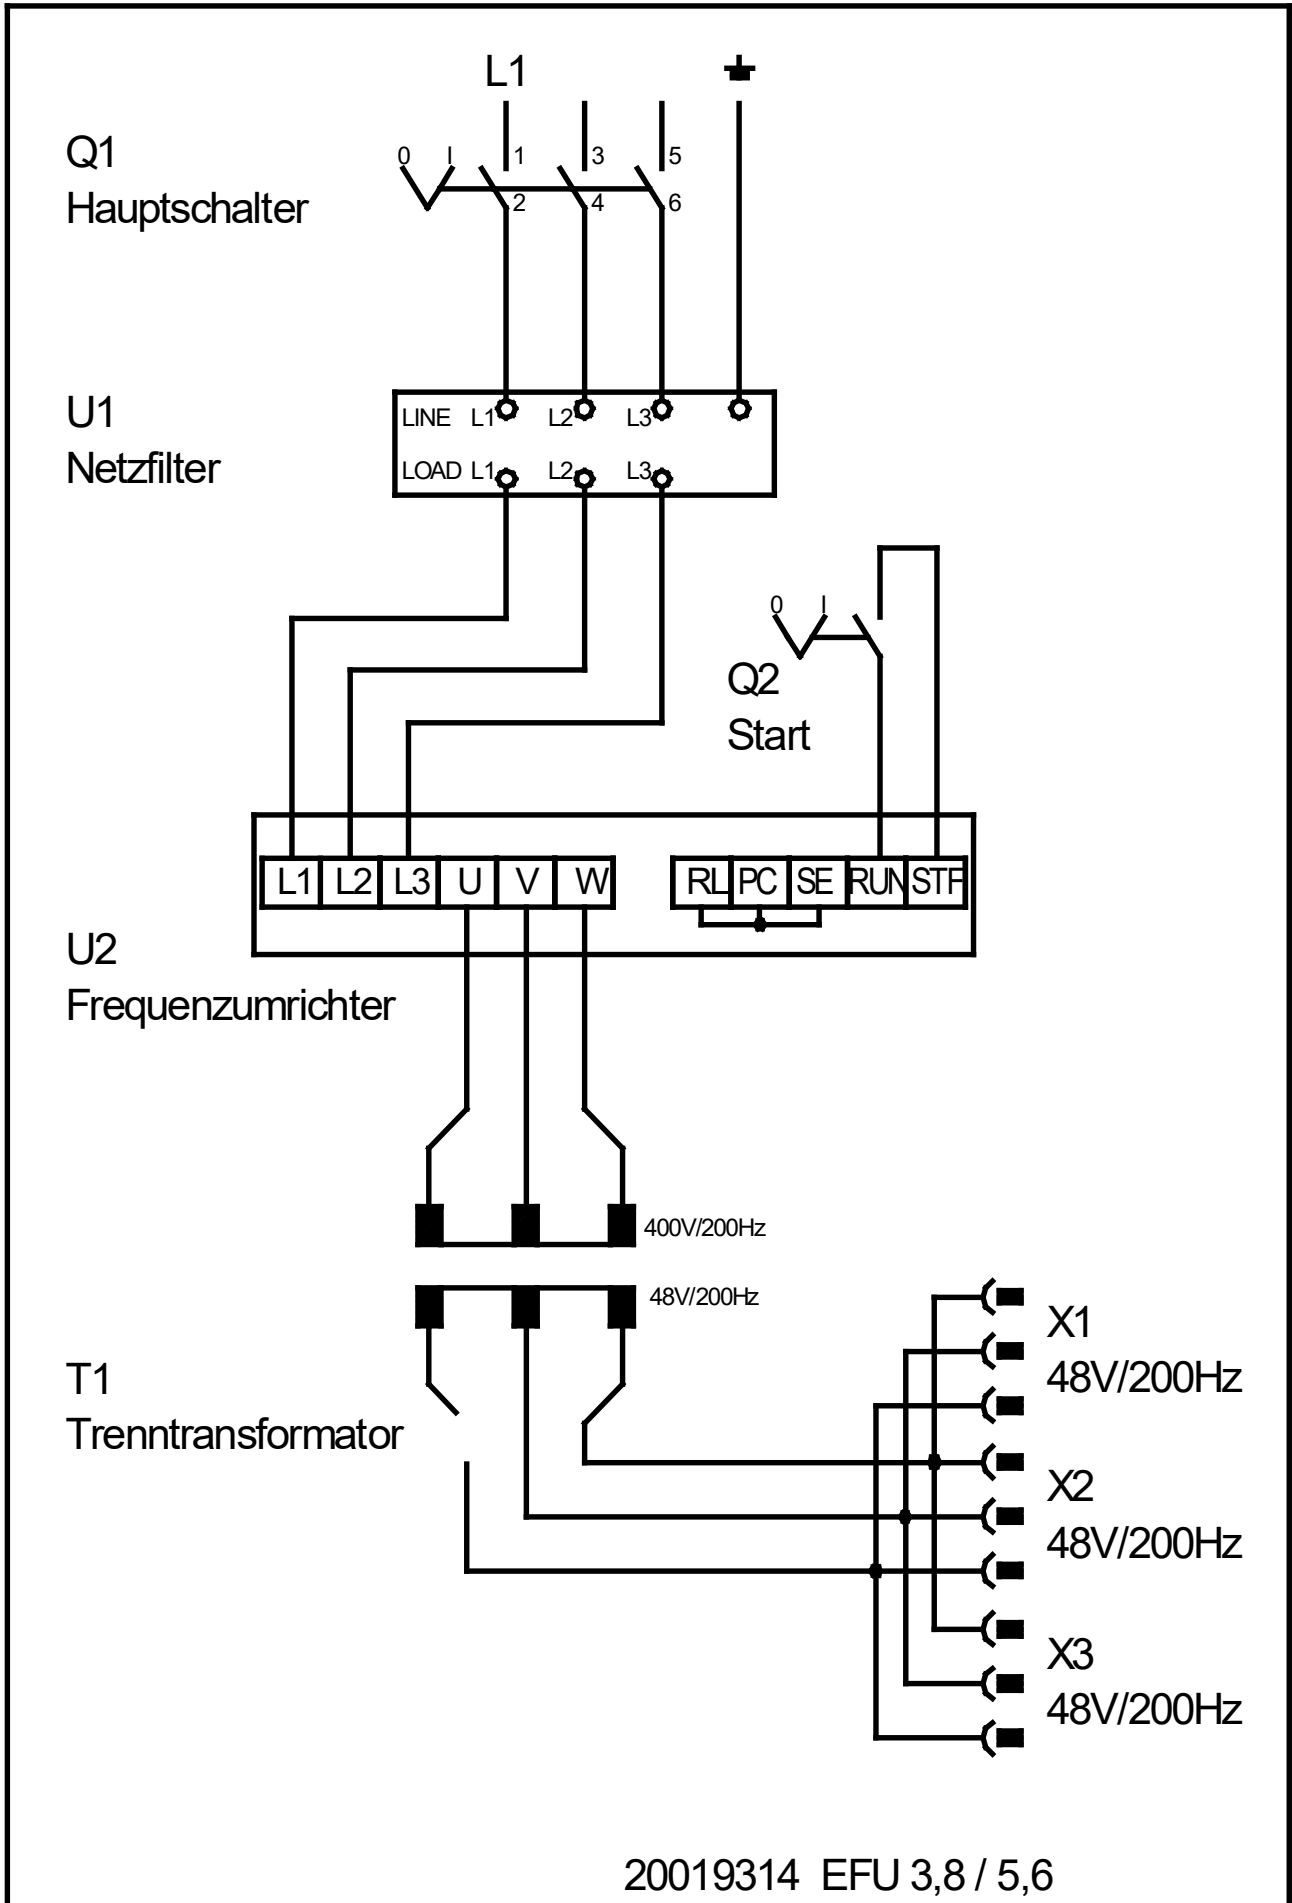 L1
Q1
Hauptschalter
0 I 1 3 5
2 4 6
U1
Netzfilter
LINE L1 L2 L3
LOAD L1 L2 L3
0 I
Q2
Start
L1 L2 L3 U V W RL PC SE RUN STF
U2
Frequenzumrichter
400V/200Hz
48V/200Hz
T1
Trenntransformator
X1
48V/200Hz
X2
48V/200Hz
X3
48V/200Hz
20019314 EFU 3,8 / 5,6